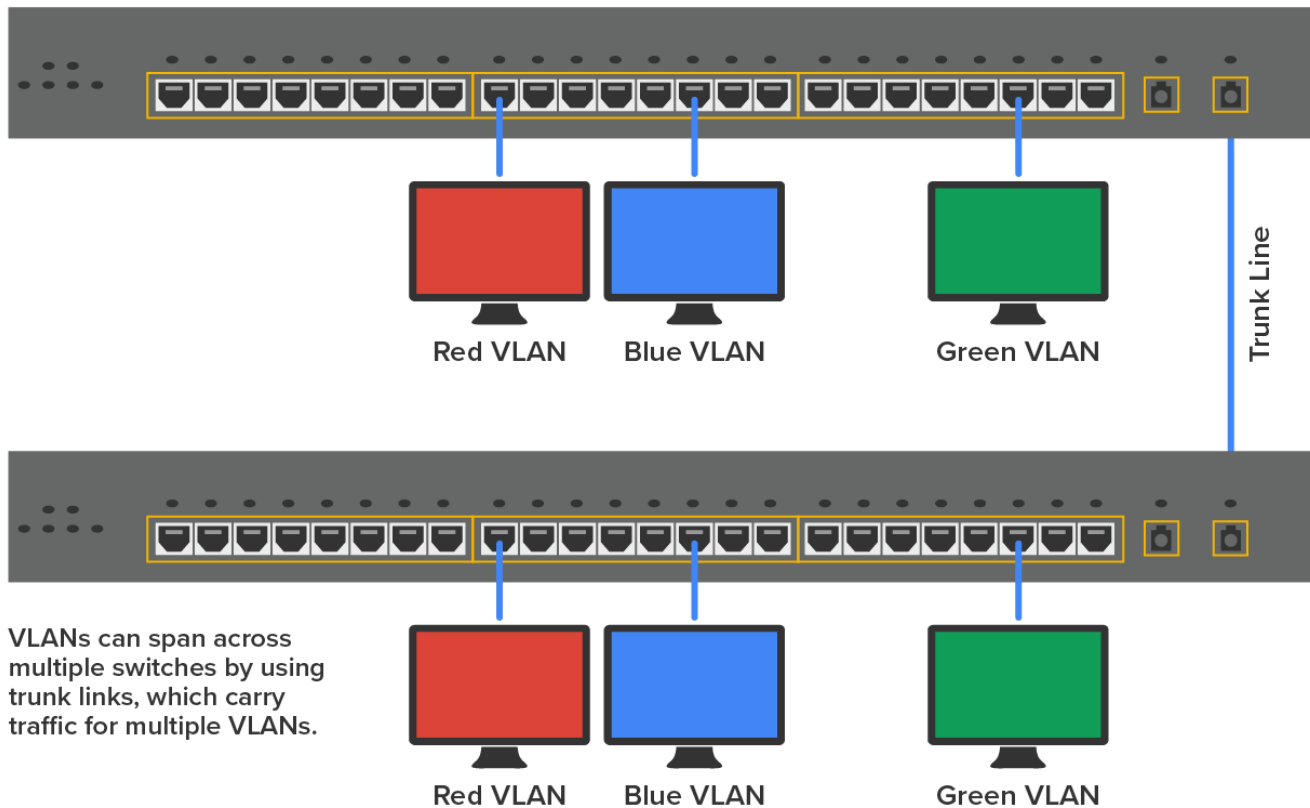 Red VLAN
Blue VLAN
Green VLAN
Trunk Line
VLANs can span across
multiple switches by using
trunk links, which carry
traffic for multiple VLANs.
Red VLAN
Blue VLAN
Green VLAN